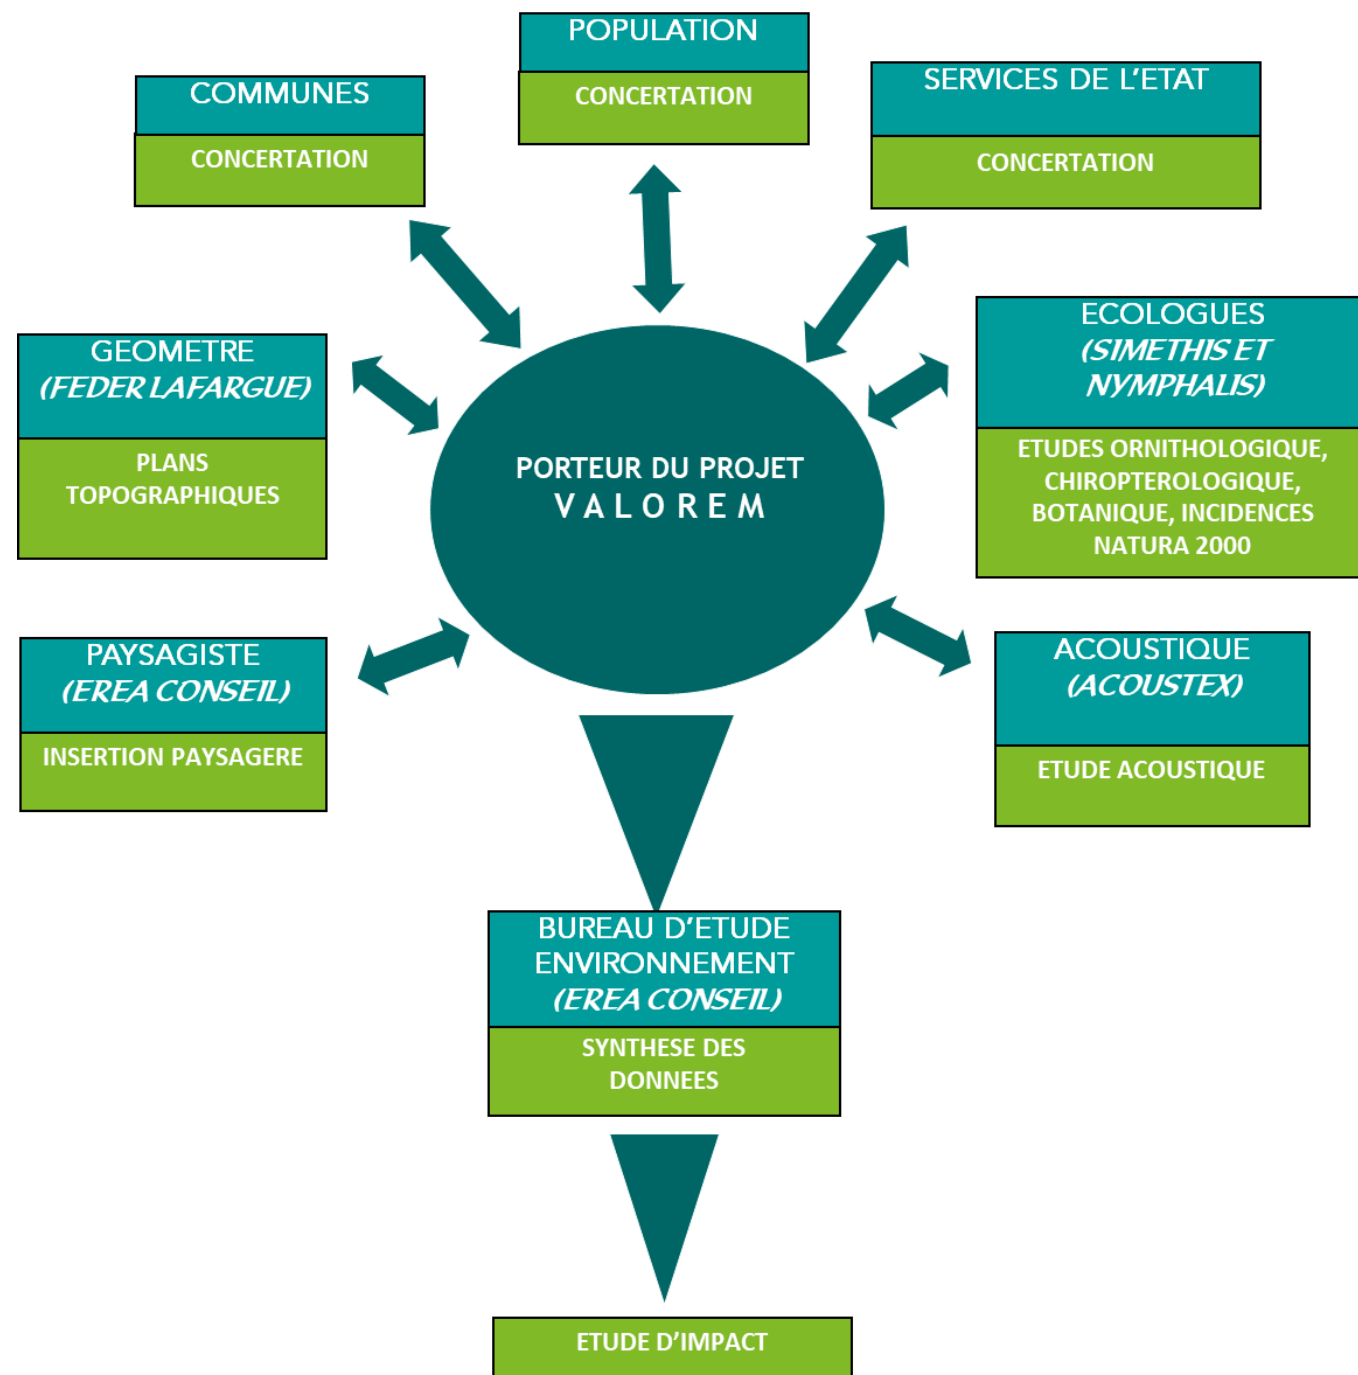 POPULATION
CONCERTATION
COMMUNES
CONCERTATION
SERVICES DE L'ETAT
CONCERTATION
GEOMETRE
(FEDER LAFARGUE)
PLANS
TOPOGRAPHIQUES
ECOLOGUES
(SIMETHIS ET
NYMPHALIS)
ETUDES ORNITHOLOGIQUE,
CHIROPTEROLOGIQUE,
BOTANIQUE, INCIDENCES
NATURA 2000
PORTEUR DU PROJET
V A L O R E M
PAYSAGISTE
(EREA CONSEIL)
INSERTION PAYSAGERE
ACOUSTIQUE
(ACOUSTEX)
ETUDE ACOUSTIQUE
BUREAU D'ETUDE
ENVIRONNEMENT
(EREA CONSEIL)
SYNTHESE DES
DONNEES
ETUDE D'IMPACT